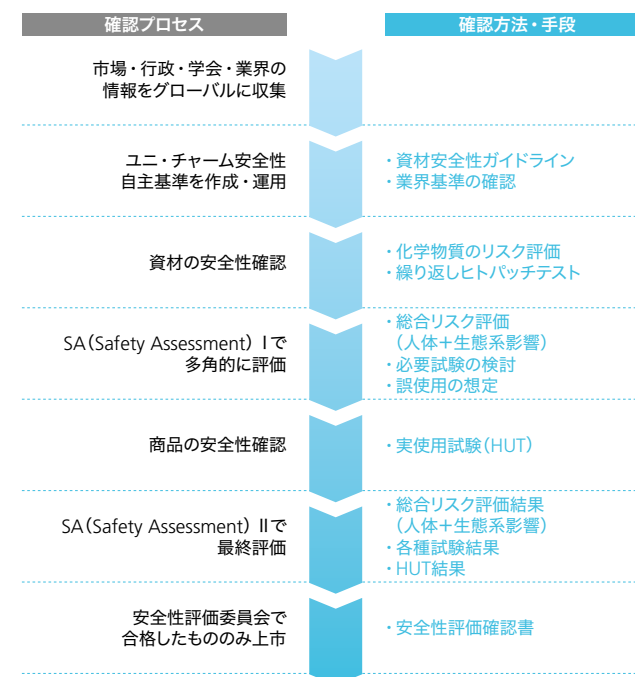 確認プロセス
確認方法・手段
市場・行政・学会・業界の
情報をグローバルに収集
ユニ・チャーム安全性
自主基準を作成・運用
・資材安全性ガイドライン
・業界基準の確認
資材の安全性確認
・化学物質のリスク評価
・繰り返しヒトパッチテスト
SA(Safety Assessment) Ⅰで
多角的に評価
・総合リスク評価
(人体+生態系影響)
・必要試験の検討
・誤使用の想定
商品の安全性確認
・実使用試験(HUT)
SA(Safety Assessment) Ⅱで
最終評価
・総合リスク評価結果
(人体+生態系影響)
・各種試験結果
・HUT結果
安全性評価委員会で
合格したもののみ上市
・安全性評価確認書